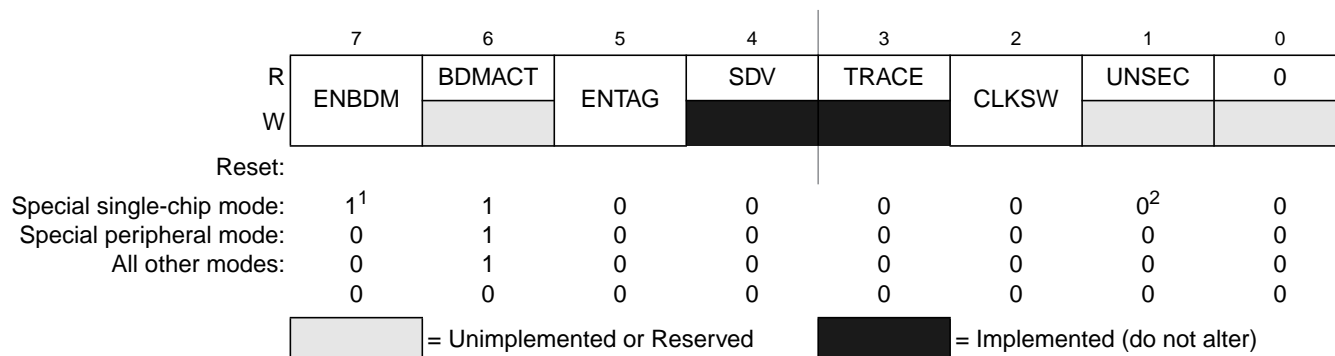 7 6 5 4 3 2 1 0
R ENBDM BDMACT ENTAG SDV TRACE CLKSW UNSEC 0
W
Reset:
Special single-chip mode: 1¹ 1 0 0 0 0 0² 0
Special peripheral mode: 0 1 0 0 0 0 0 0
All other modes: 0 1 0 0 0 0 0 0
0 0 0 0 0 0 0 0
= Unimplemented or Reserved = Implemented (do not alter)